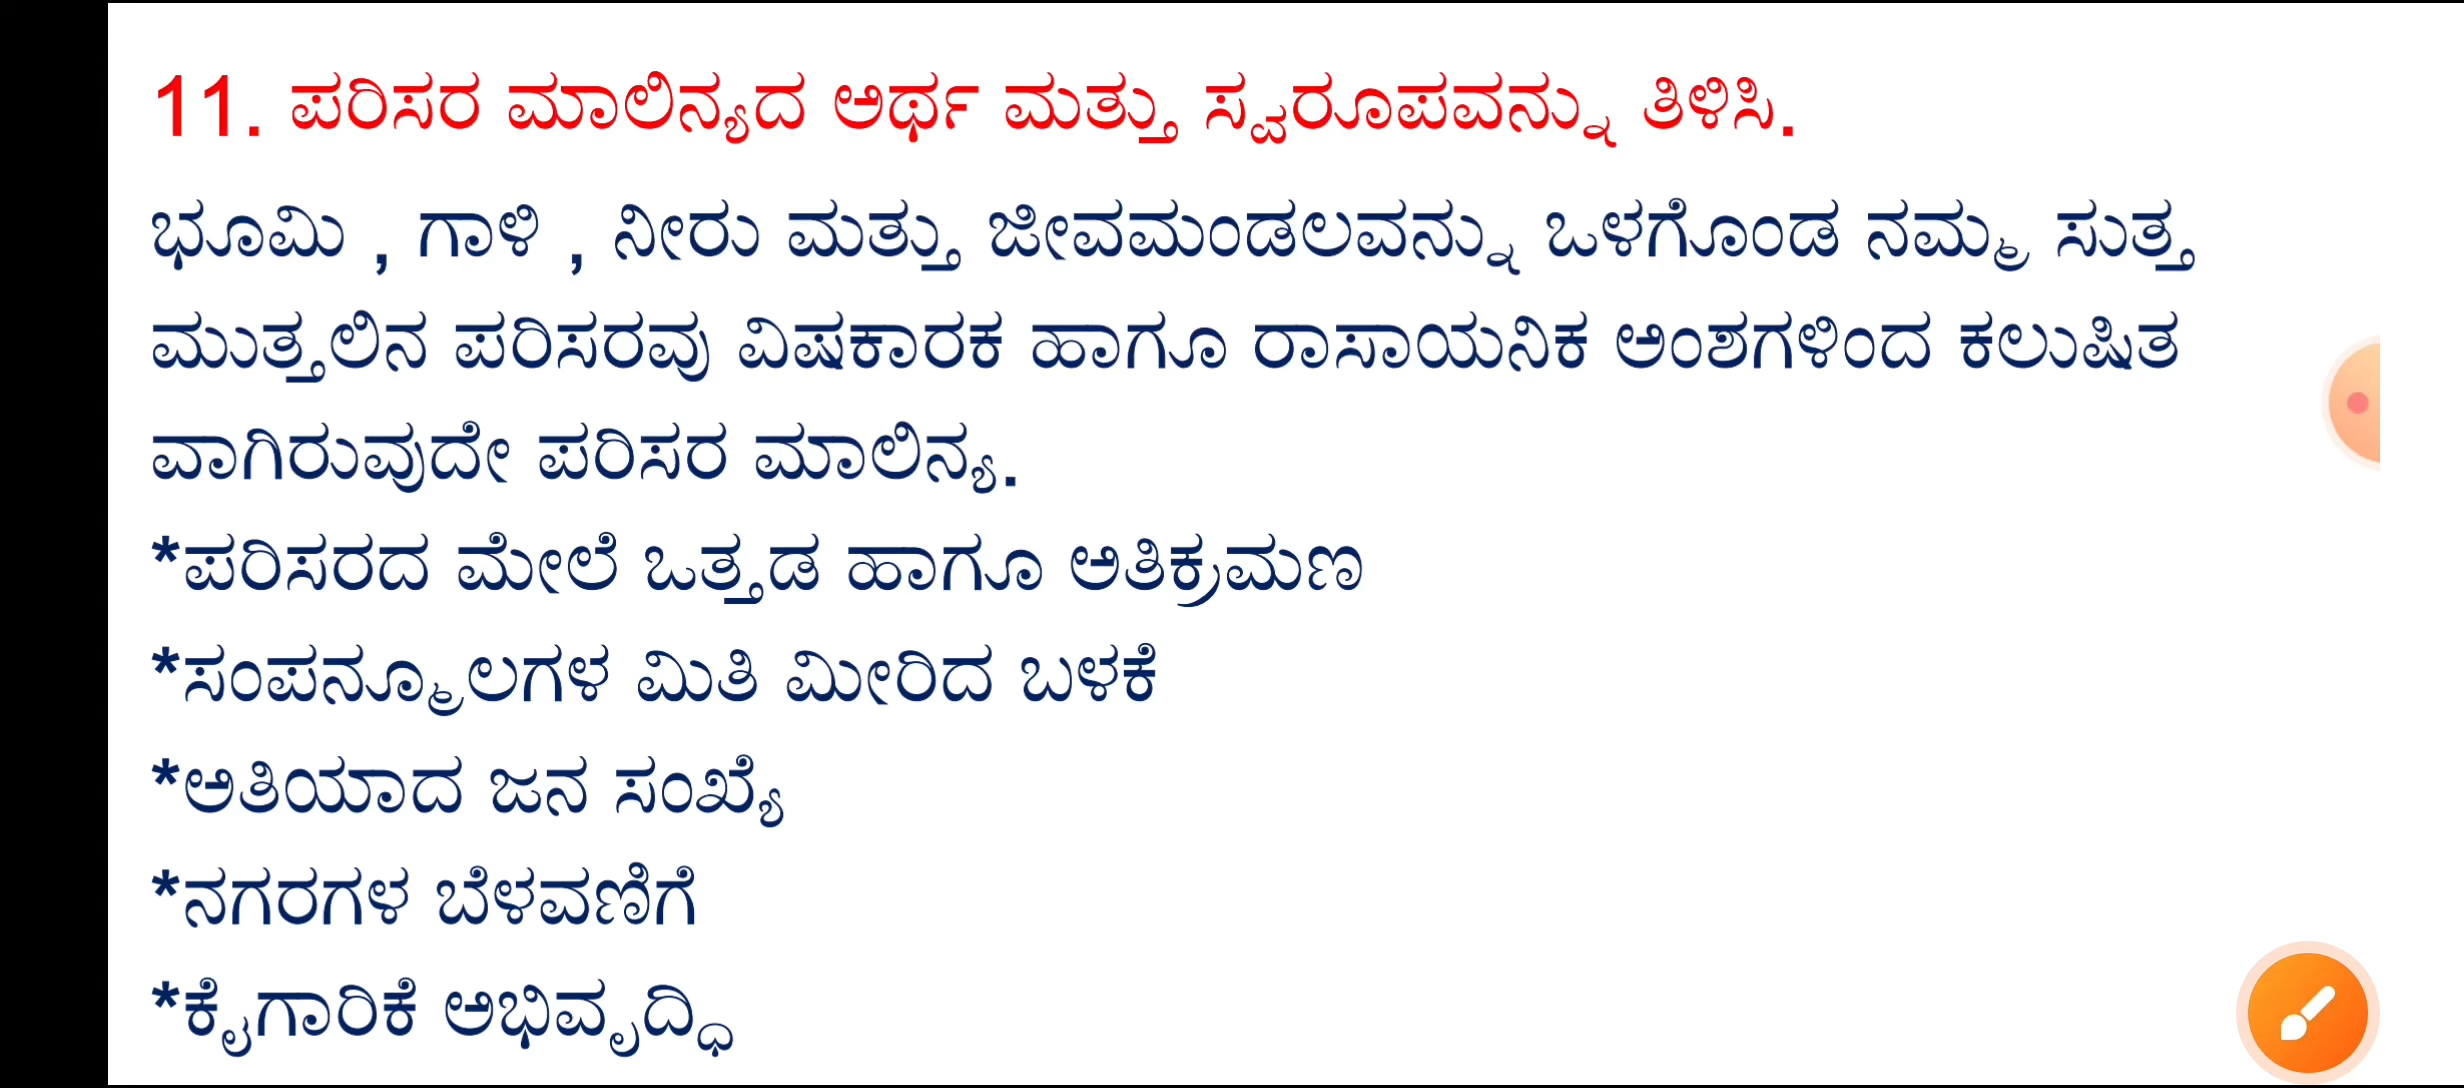 11. ಪರಿಸರ ಮಾಲಿನ್ಯದ ಅರ್ಥ ಮತ್ತು ಸ್ವರೂಪವನ್ನು ತಿಳಿಸಿ.
ಭೂಮಿ , ಗಾಳಿ , ನೀರು ಮತ್ತು ಜೀವಮಂಡಲವನ್ನು ಒಳಗೊಂಡ ನಮ್ಮ ಸುತ್ತ
ಮುತ್ತಲಿನ ಪರಿಸರವು ವಿಷಕಾರಕ ಹಾಗೂ ರಾಸಾಯನಿಕ ಅಂಶಗಳಿಂದ ಕಲುಷಿತ
ವಾಗಿರುವುದೇ ಪರಿಸರ ಮಾಲಿನ್ಯ.
*ಪರಿಸರದ ಮೇಲೆ ಒತ್ತಡ ಹಾಗೂ ಅತಿಕ್ರಮಣ
*ಸಂಪನ್ಮೂಲಗಳ ಮಿತಿ ಮೀರಿದ ಬಳಕೆ
*ಅತಿಯಾದ ಜನ ಸಂಖ್ಯೆ
*ನಗರಗಳ ಬೆಳವಣಿಗೆ
*ಕೈಗಾರಿಕೆ ಅಭಿವೃದ್ಧಿ